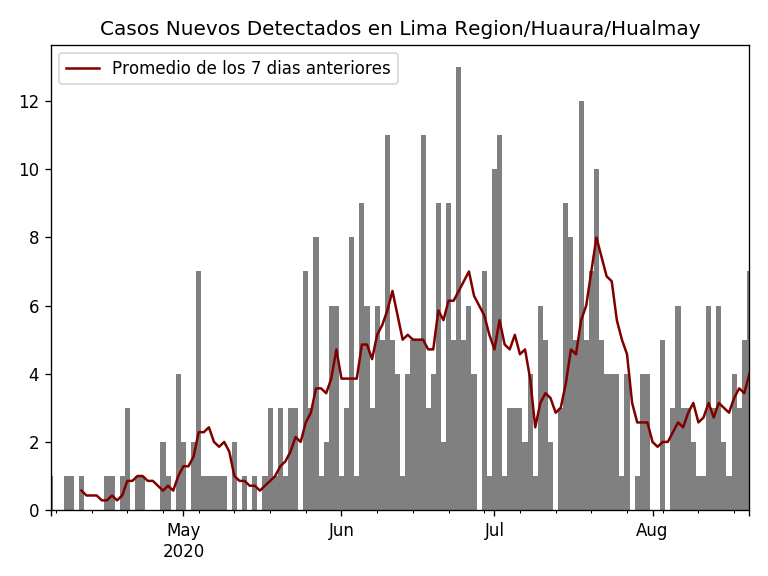 Casos Nuevos Detectados en Lima Region/Huaura/Hualmay
Promedio de los 7 dias anteriores
12
10
8
6
4
2
0
May
2020
Jun
Jul
Aug